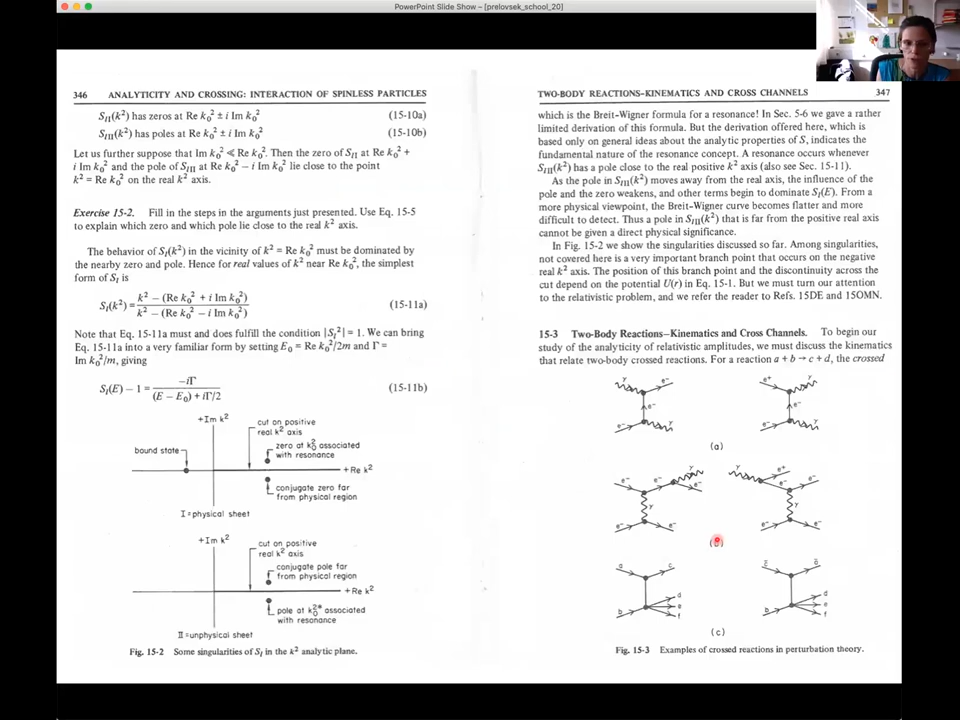 PowerPoint Slide Show – [prelovsek_school_20]
346 ANALYTICITY AND CROSSING: INTERACTION OF SPINLESS PARTICLES
S_II(k²) has zeros at Re k₀² ± i Im k₀² (15-10a)
S_III(k²) has poles at Re k₀² ± i Im k₀² (15-10b)
Let us further suppose that Im k₀² ≪ Re k₀². Then the zero of S_II at Re k₀² +
i Im k₀² and the pole of S_III at Re k₀² − i Im k₀² lie close to the point
k² = Re k₀² on the real k² axis.
Exercise 15-2. Fill in the steps in the arguments just presented. Use Eq. 15-5
to explain which zero and which pole lie close to the real k² axis.
The behavior of S_l(k²) in the vicinity of k² = Re k₀² must be dominated by
the nearby zero and pole. Hence for real values of k² near Re k₀², the simplest
form of S_l is
S_l(k²) = k² − (Re k₀² + i Im k₀²) / k² − (Re k₀² − i Im k₀²) (15-11a)
Note that Eq. 15-11a must and does fulfill the condition |S_l²| = 1. We can bring
Eq. 15-11a into a very familiar form by setting E₀ = Re k₀²/2m and Γ =
Im k₀²/m, giving
S_l(E) − 1 = −iΓ / (E − E₀) + iΓ/2 (15-11b)
+Im k²
cut on positive
real k² axis
zero at k₀² associated
with resonance
bound state
+Re k²
conjugate zero far
from physical region
I = physical sheet
+Im k²
cut on positive
real k² axis
conjugate pole far
from physical region
+Re k²
pole at k₀²* associated
with resonance
II = unphysical sheet
Fig. 15-2 Some singularities of S_l in the k² analytic plane.
TWO-BODY REACTIONS–KINEMATICS AND CROSS CHANNELS 347
which is the Breit-Wigner formula for a resonance! In Sec. 5-6 we gave a rather
limited derivation of this formula. But the derivation offered here, which is
based only on general ideas about the analytic properties of S, indicates the
fundamental nature of the resonance concept. A resonance occurs whenever
S_III(k²) has a pole close to the real positive k² axis (also see Sec. 15-11).
As the pole in S_III(k²) moves away from the real axis, the influence of the
pole and the zero weakens, and other terms begin to dominate S_l(E). From a
more physical viewpoint, the Breit-Wigner curve becomes flatter and more
difficult to detect. Thus a pole in S_III(k²) that is far from the positive real axis
cannot be given a direct physical significance.
In Fig. 15-2 we show the singularities discussed so far. Among singularities,
not covered here is a very important branch point that occurs on the negative
real k² axis. The position of this branch point and the discontinuity across the
cut depend on the potential U(r) in Eq. 15-1. But we must turn our attention
to the relativistic problem, and we refer the reader to Refs. 15DE and 15OMN.
15-3 Two-Body Reactions–Kinematics and Cross Channels. To begin our
study of the analyticity of relativistic amplitudes, we must discuss the kinematics
that relate two-body crossed reactions. For a reaction a + b → c + d, the crossed
γ e⁻ e⁺ γ
e⁻ e⁻
e⁻ γ e⁻ γ
(a)
e⁻ e⁻ γ e⁻ γ e⁺ e⁻
γ γ
e⁻ e⁻ e⁻ e⁻
a c c̄ ā
b d e f b d e f
(c)
Fig. 15-3 Examples of crossed reactions in perturbation theory.